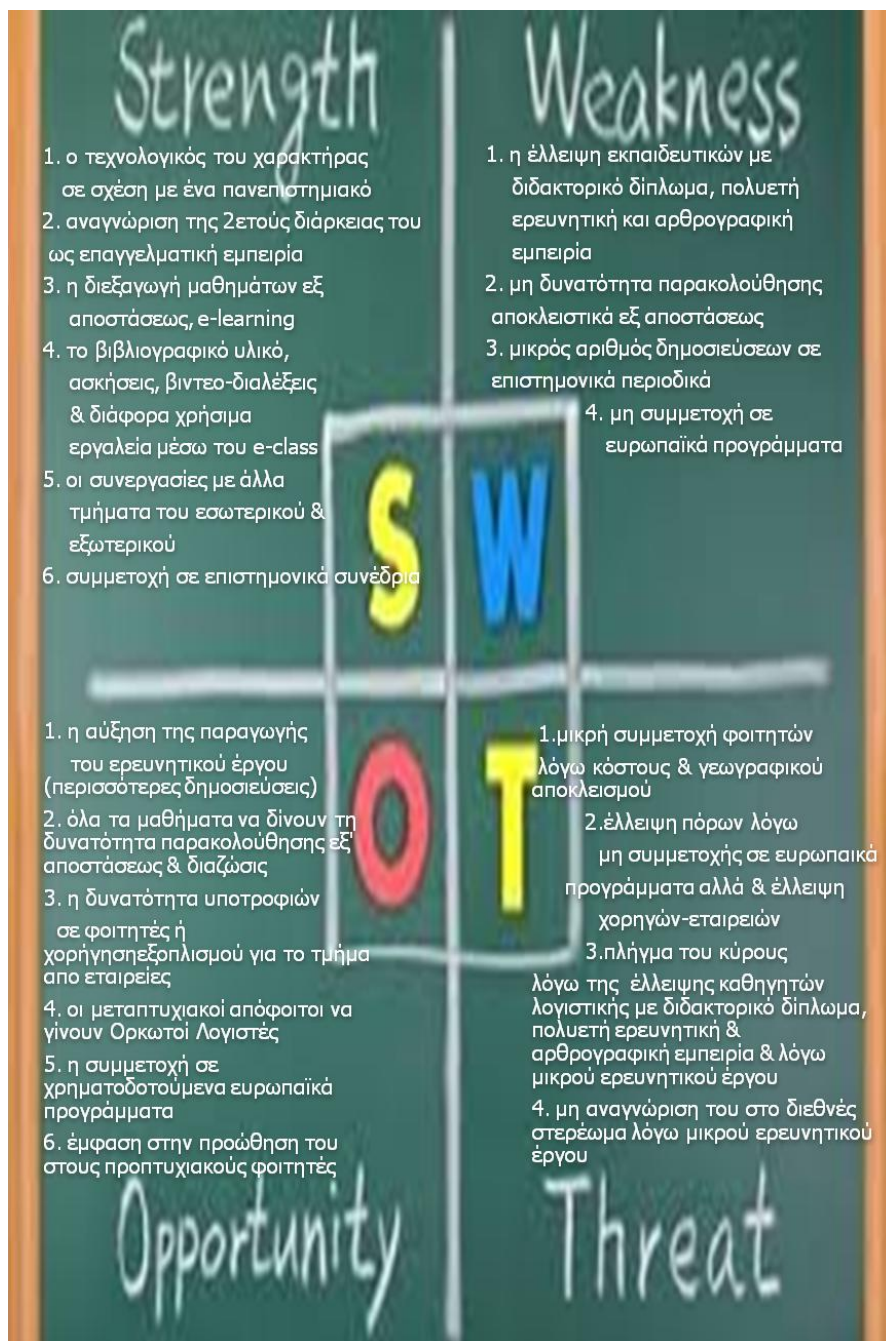 Strength
1. ο τεχνολογικός του χαρακτήρας
σε σχέση με ένα πανεπιστημιακό
2. αναγνώριση της 2ετούς διάρκειας του
ως επαγγελματική εμπειρία
3. η διεξαγωγή μαθημάτων εξ
αποστάσεως, e-learning
4. το βιβλιογραφικό υλικό,
ασκήσεις, βιντεο-διαλέξεις
& διάφορα χρήσιμα
εργαλεία μέσω του e-class
5. οι συνεργασίες με άλλα
τμήματα του εσωτερικού &
εξωτερικού
6. συμμετοχή σε επιστημονικά συνέδρια
Weakness
1. η έλλειψη εκπαιδευτικών με
διδακτορικό δίπλωμα, πολυετή
ερευνητική και αρθρογραφική
εμπειρία
2. μη δυνατότητα παρακολούθησης
αποκλειστικά εξ αποστάσεως
3. μικρός αριθμός δημοσιεύσεων σε
επιστημονικά περιοδικά
4. μη συμμετοχή σε
ευρωπαϊκά προγράμματα
S W
O T
1. η αύξηση της παραγωγής
του ερευνητικού έργου
(περισσότερες δημοσιεύσεις)
2. όλα τα μαθήματα να δίνουν τη
δυνατότητα παρακολούθησης εξ'
αποστάσεως & διαζώσις
3. η δυνατότητα υποτροφιών
σε φοιτητές ή
χορήγησηεξοπλισμού για το τμήμα
απο εταιρείες
4. οι μεταπτυχιακοί απόφοιτοι να
γίνουν Ορκωτοί Λογιστές
5. η συμμετοχή σε
χρηματοδοτούμενα ευρωπαϊκά
προγράμματα
6. έμφαση στην προώθηση του
στους προπτυχιακούς φοιτητές
Opportunity
1.μικρή συμμετοχή φοιτητών
λόγω κόστους & γεωγραφικού
αποκλεισμού
2.έλλειψη πόρων λόγω
μη συμμετοχής σε ευρωπαικά
προγράμματα αλλά & έλλειψη
χορηγών-εταιρειών
3.πλήγμα του κύρους
λόγω της έλλειψης καθηγητών
λογιστικής με διδακτορικό δίπλωμα,
πολυετή ερευνητική &
αρθρογραφική εμπειρία & λόγω
μικρού ερευνητικού έργου
4. μη αναγνώριση του στο διεθνές
στερέωμα λόγω μικρού ερευνητικού
έργου
Threat